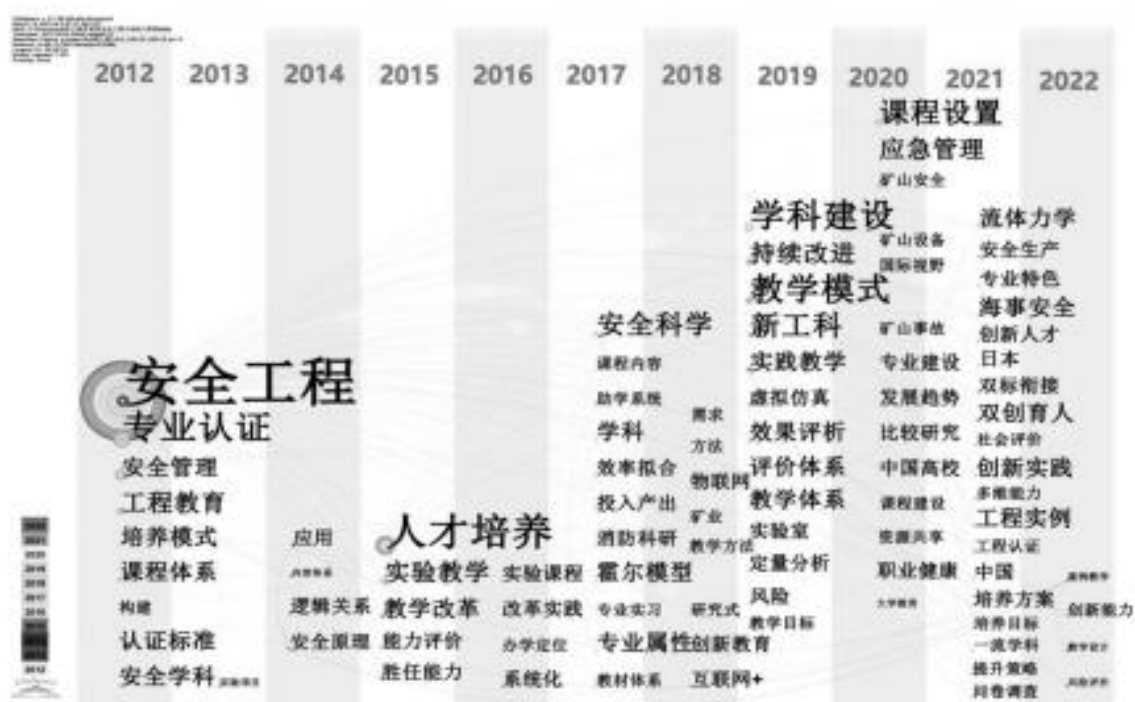 2012 2013 2014 2015 2016 2017 2018 2019 2020 2021 2022
安全工程
专业认证
安全管理
工程教育
培养模式
课程体系
构建
认证标准
安全学科
应用
逻辑关系
安全原理
人才培养
实验教学
教学改革
能力评价
胜任能力
实验课程
改革实践
办学定位
系统化
安全科学
课程内容
助学系统
学科
效率拟合
投入产出
消防科研
霍尔模型
专业实习
专业属性
教材体系
需求
方法
物联网
矿业
教学方法
研究式
创新教育
互联网+
学科建设
持续改进
教学模式
新工科
实践教学
虚拟仿真
效果评析
评价体系
教学体系
实验室
定量分析
风险
教学目标
课程设置
应急管理
矿山安全
矿山设备
国际视野
矿山事故
专业建设
发展趋势
比较研究
中国高校
课程建设
资源共享
职业健康
大学教育
流体力学
安全生产
专业特色
海事安全
创新人才
日本
双标衔接
双创育人
社会评价
创新实践
多维能力
工程实例
工程认证
中国
培养方案
培养目标
一流学科
提升策略
问卷调查
创新能力
教学设计
风险评价